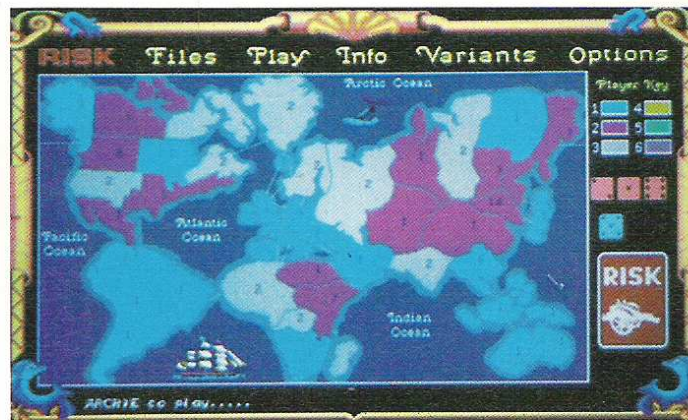 RISK Files Play Info Variants Options
Arctic Ocean
Player Key
1 4
2 5
3 6
Atlantic
Ocean
Pacific
Ocean
Indian
Ocean
RISK
ARCHIE to play.....